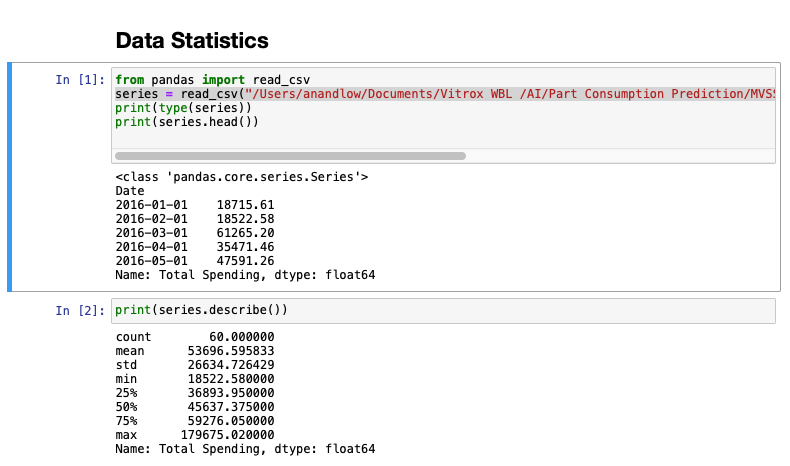 Data Statistics
In [1]: from pandas import read_csv
series = read_csv("/Users/anandlow/Documents/Vitrox WBL /AI/Part Consumption Prediction/MVS
print(type(series))
print(series.head())
<class 'pandas.core.series.Series'>
Date
2016-01-01    18715.61
2016-02-01    18522.58
2016-03-01    61265.20
2016-04-01    35471.46
2016-05-01    47591.26
Name: Total Spending, dtype: float64
In [2]: print(series.describe())
count        60.000000
mean      53696.595833
std       26634.726429
min       18522.580000
25%       36893.950000
50%       45637.375000
75%       59276.050000
max      179675.020000
Name: Total Spending, dtype: float64